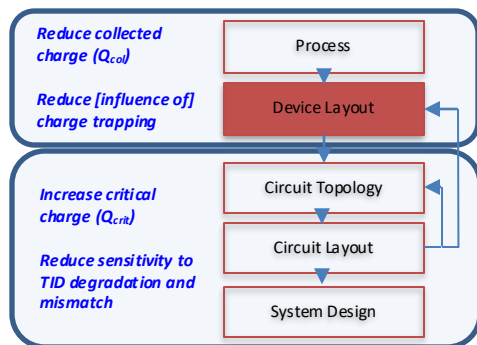 Reduce collected
charge (Qcol)
Process
Reduce [influence of]
charge trapping
Device Layout
Increase critical
charge (Qcrit)
Circuit Topology
Reduce sensitivity to
TID degradation and
mismatch
Circuit Layout
System Design